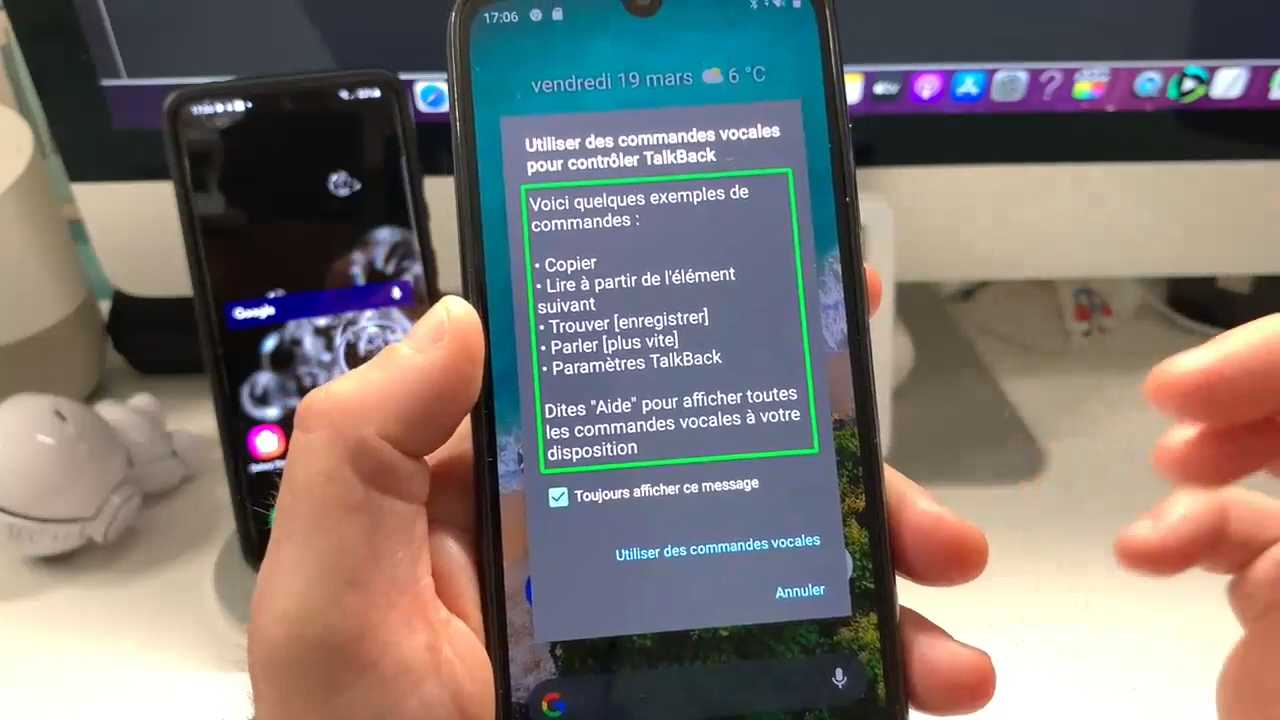 17:06
vendredi 19 mars 6 °C
Utiliser des commandes vocales
pour contrôler TalkBack
Voici quelques exemples de
commandes :
• Copier
• Lire à partir de l'élément
suivant
• Trouver [enregistrer]
• Parler [plus vite]
• Paramètres TalkBack
Dites "Aide" pour afficher toutes
les commandes vocales à votre
disposition
Toujours afficher ce message
Utiliser des commandes vocales
Annuler
Google